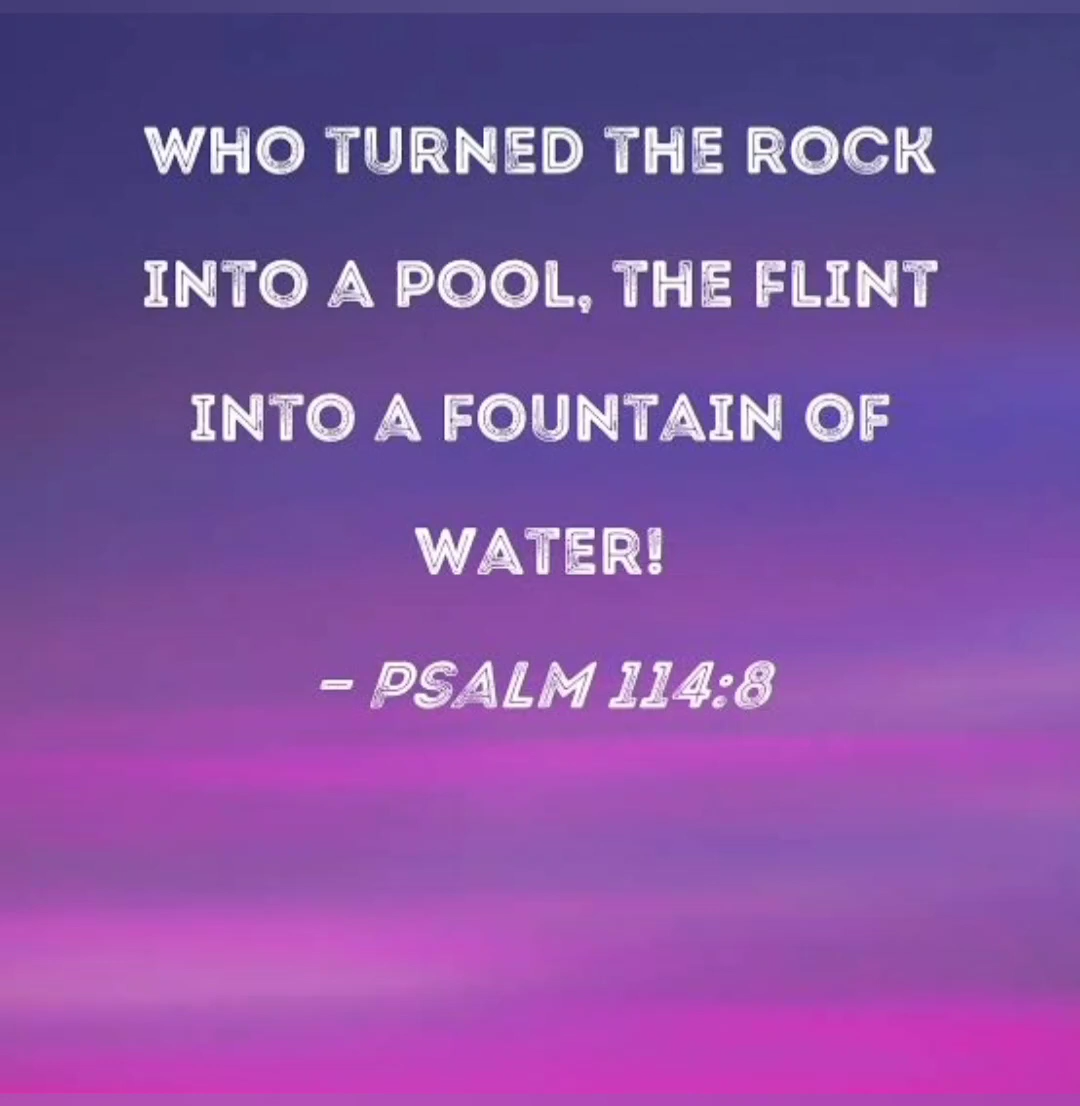 WHO TURNED THE ROCK
INTO A POOL, THE FLINT
INTO A FOUNTAIN OF
WATER!
– PSALM 114:8